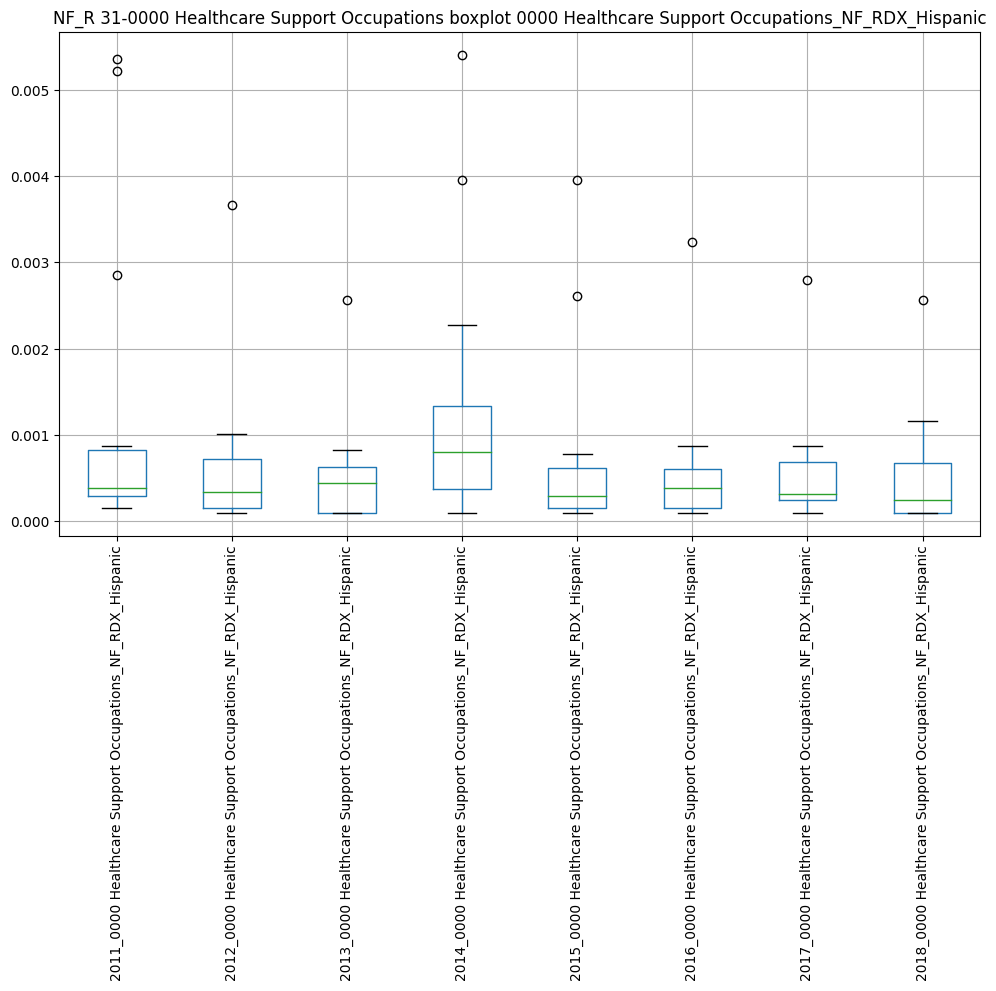 NF_R 31-0000 Healthcare Support Occupations boxplot 0000 Healthcare Support Occupations_NF_RDX_Hispanic
0.005
0.004
0.003
0.002
0.001
0.000
2011_0000 Healthcare Support Occupations_NF_RDX_Hispanic
2012_0000 Healthcare Support Occupations_NF_RDX_Hispanic
2013_0000 Healthcare Support Occupations_NF_RDX_Hispanic
2014_0000 Healthcare Support Occupations_NF_RDX_Hispanic
2015_0000 Healthcare Support Occupations_NF_RDX_Hispanic
2016_0000 Healthcare Support Occupations_NF_RDX_Hispanic
2017_0000 Healthcare Support Occupations_NF_RDX_Hispanic
2018_0000 Healthcare Support Occupations_NF_RDX_Hispanic